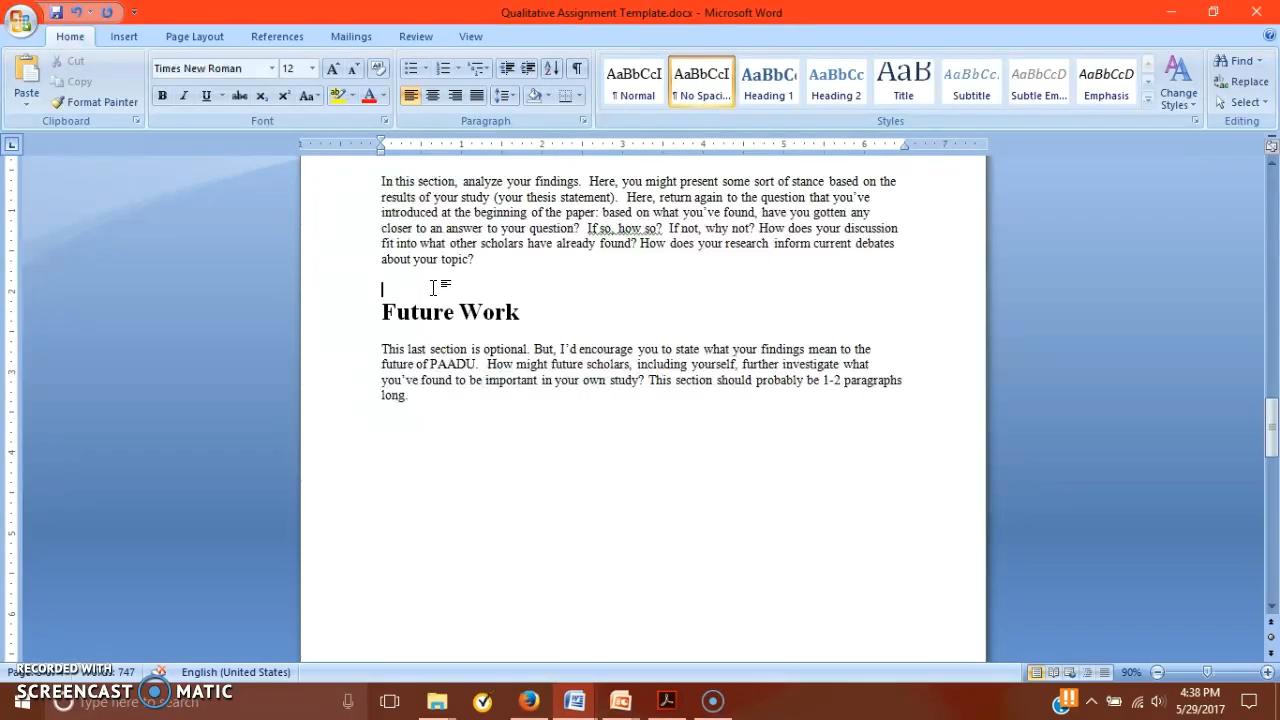 Qualitative Assignment Template.docx - Microsoft Word
Home Insert Page Layout References Mailings Review View
Paste
Cut
Copy
Format Painter
Clipboard
Times New Roman 12
Font
Paragraph
AaBbCcI AaBbCcI AaBbC AaBbCc AaB AaBbCc. AaBbCcD AaBbCcD
¶ Normal ¶ No Spaci... Heading 1 Heading 2 Title Subtitle Subtle Em... Emphasis
Change
Styles
Styles
Find
Replace
Select
Editing
1 1 2 3 4 5 6 7
In this section, analyze your findings. Here, you might present some sort of stance based on the
results of your study (your thesis statement). Here, return again to the question that you've
introduced at the beginning of the paper: based on what you've found, have you gotten any
closer to an answer to your question? If so, how so? If not, why not? How does your discussion
fit into what other scholars have already found? How does your research inform current debates
about your topic?
Future Work
This last section is optional. But, I'd encourage you to state what your findings mean to the
future of PAADU. How might future scholars, including yourself, further investigate what
you've found to be important in your own study? This section should probably be 1-2 paragraphs
long.
747 English (United States) 90%
RECORDED WITH
SCREENCAST MATIC
Type here to search
4:38 PM
5/29/2017